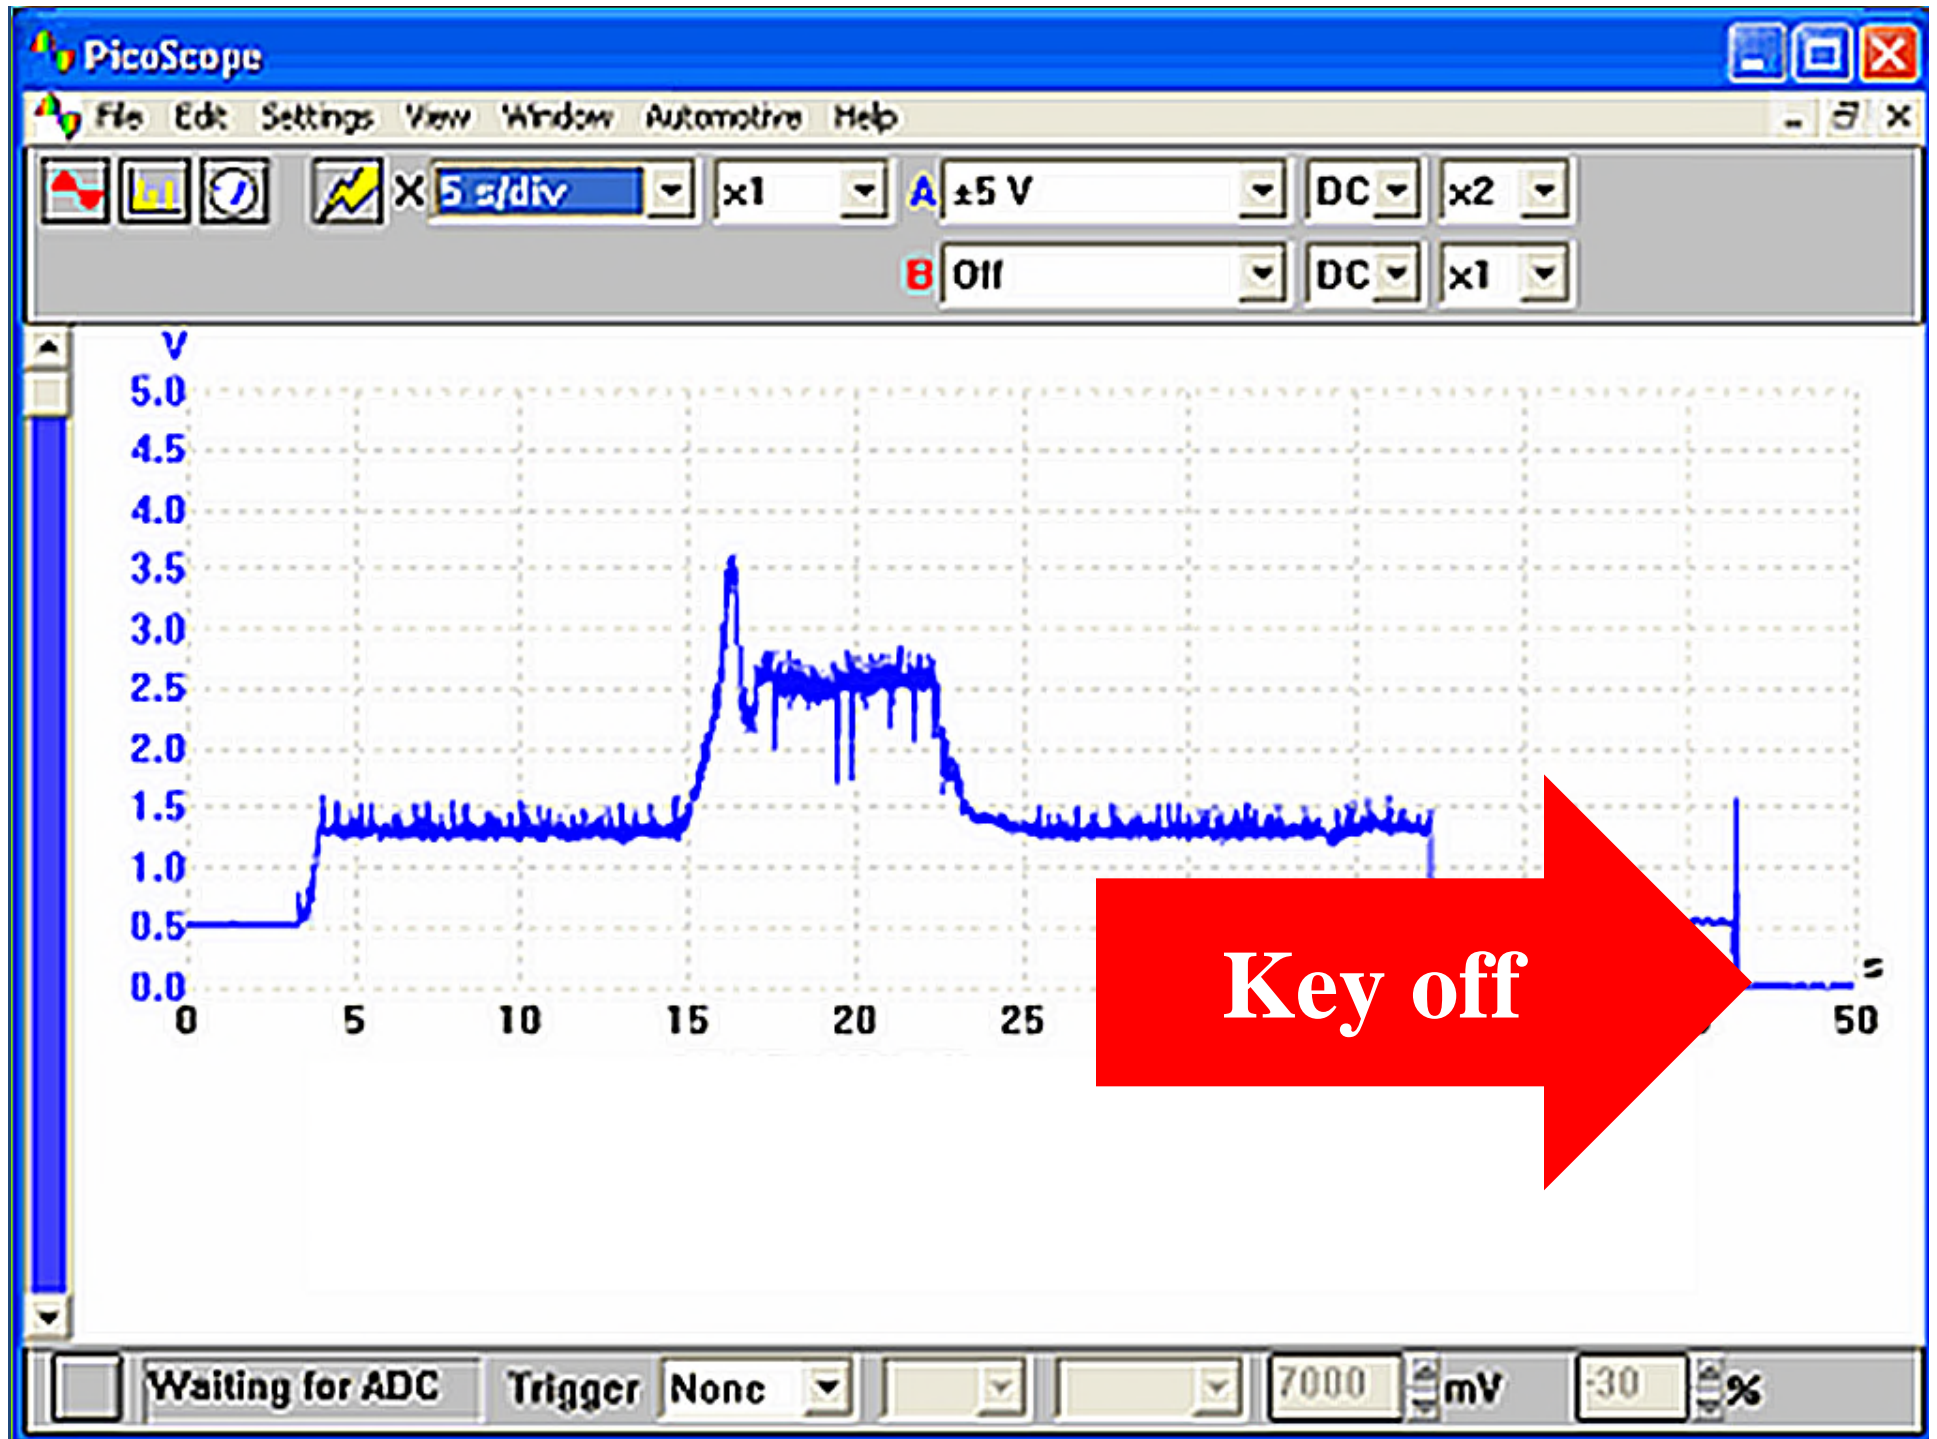 PicoScope
File Edit Settings View Window Automotive Help
X 5 s/div x1 A ±5 V DC x2
B Off DC x1
V
5.0
4.5
4.0
3.5
3.0
2.5
2.0
1.5
1.0
0.5
0.0
s
0 5 10 15 20 25 50
Key off
Waiting for ADC Trigger None 7000 mV -30 %